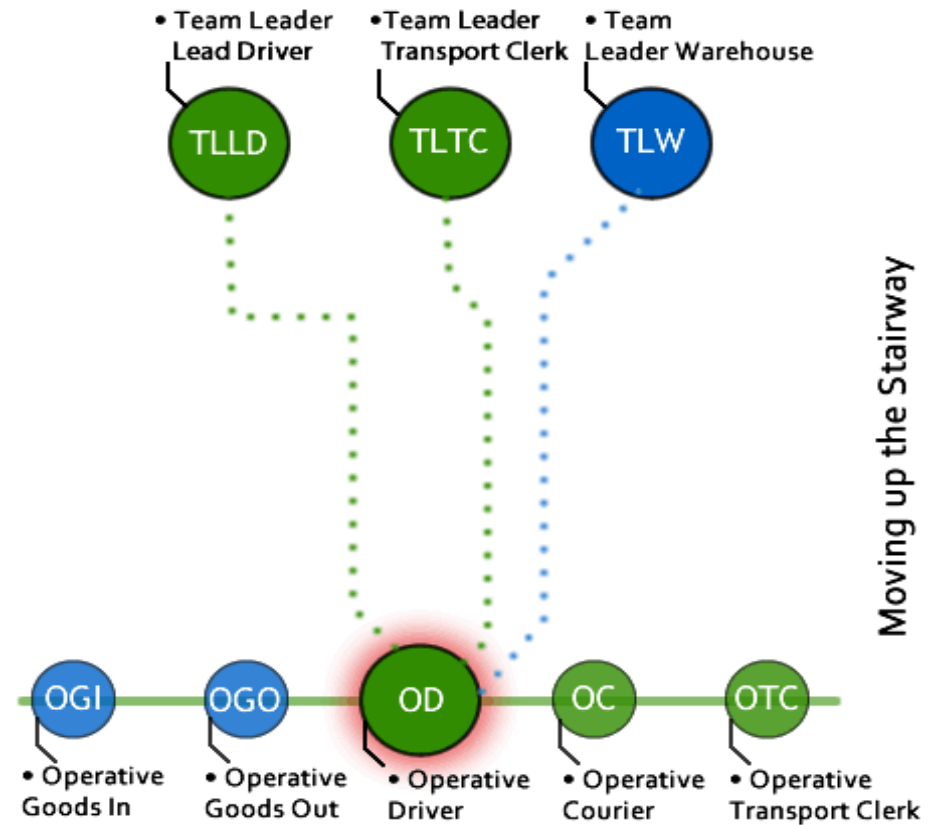 • Team Leader
Lead Driver
• Team Leader
Transport Clerk
• Team
Leader Warehouse
TLLD
TLTC
TLW
Moving up the Stairway
OGI
OGO
OD
OC
OTC
• Operative
Goods In
• Operative
Goods Out
• Operative
Driver
• Operative
Courier
• Operative
Transport Clerk